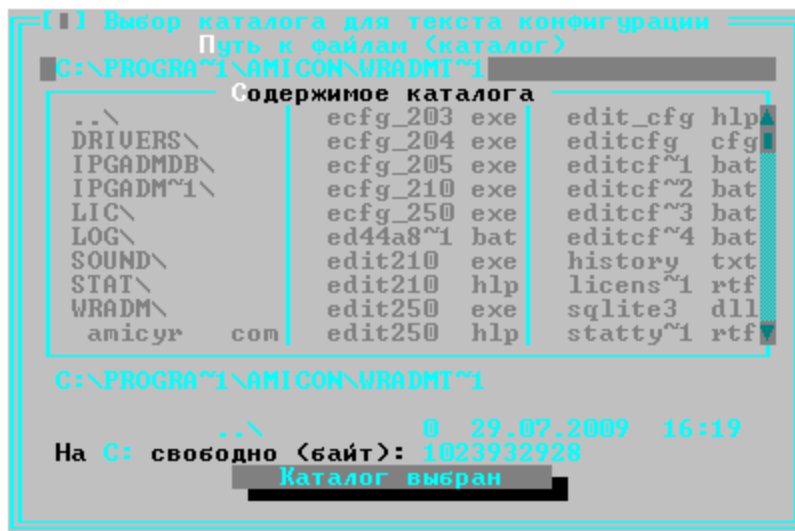 [▮] Выбор каталога для текста конфигурации
Путь к файлам (каталог)
C:\PROGRA~1\AMICON\WRADMT~1
Содержимое каталога
..\ ecfg_203 exe edit_cfg hlp
DRIVERS\ ecfg_204 exe editcfg cfg
IPGADMDB\ ecfg_205 exe editcf~1 bat
IPGADM~1\ ecfg_210 exe editcf~2 bat
LIC\ ecfg_250 exe editcf~3 bat
LOG\ ed44a8~1 bat editcf~4 bat
SOUND\ edit210 exe history txt
STAT\ edit210 hlp licens~1 rtf
WRADM\ edit250 exe sqlite3 dll
amicyr com edit250 hlp statty~1 rtf
C:\PROGRA~1\AMICON\WRADMT~1
..\ 0 29.07.2009 16:19
На C: свободно (байт): 1023932928
Каталог выбран